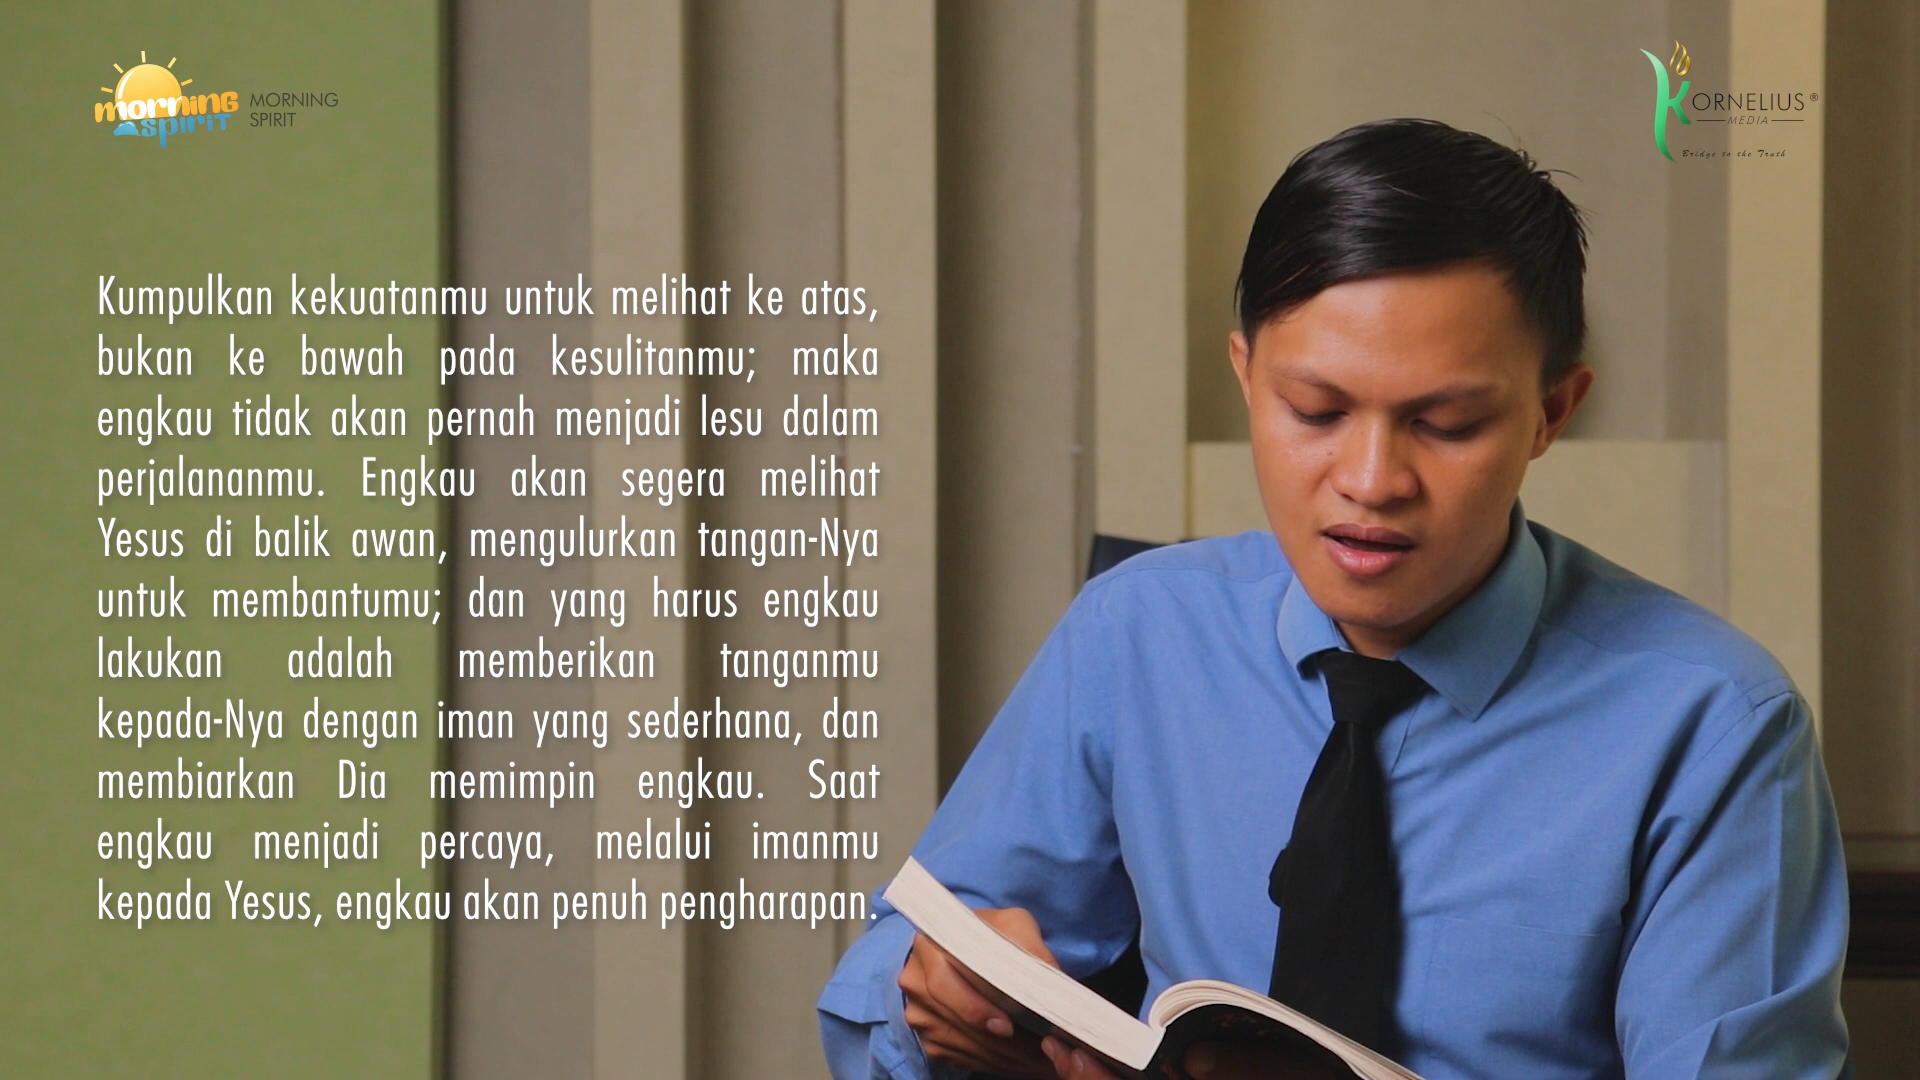 morning
spirit
MORNING
SPIRIT
KORNELIUS®
MEDIA
Bridge to the Truth
Kumpulkan kekuatanmu untuk melihat ke atas,
bukan ke bawah pada kesulitanmu; maka
engkau tidak akan pernah menjadi lesu dalam
perjalananmu. Engkau akan segera melihat
Yesus di balik awan, mengulurkan tangan-Nya
untuk membantumu; dan yang harus engkau
lakukan adalah memberikan tanganmu
kepada-Nya dengan iman yang sederhana, dan
membiarkan Dia memimpin engkau. Saat
engkau menjadi percaya, melalui imanmu
kepada Yesus, engkau akan penuh pengharapan.